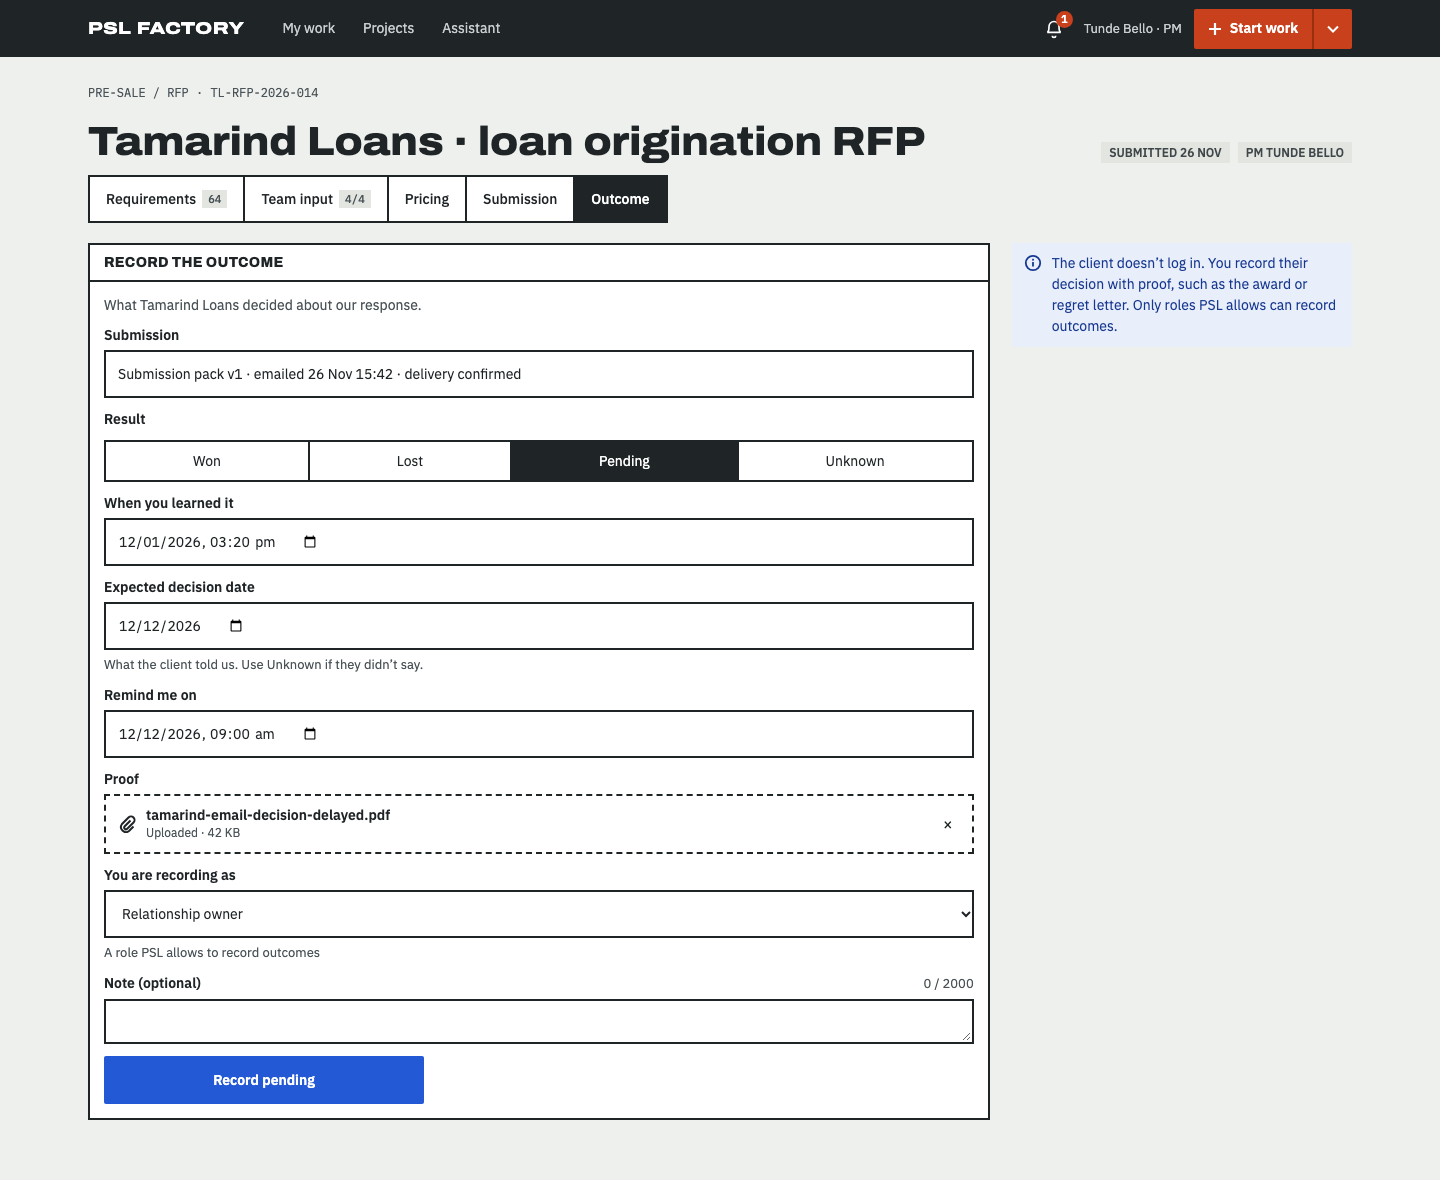 PSL FACTORY
My work
Projects
Assistant
1
Tunde Bello · PM
Start work
PRE-SALE / RFP · TL-RFP-2026-014
Tamarind Loans · loan origination RFP
SUBMITTED 26 NOV
PM TUNDE BELLO
Requirements 64
Team input 4/4
Pricing
Submission
Outcome
RECORD THE OUTCOME
What Tamarind Loans decided about our response.
Submission
Submission pack v1 · emailed 26 Nov 15:42 · delivery confirmed
Result
Won
Lost
Pending
Unknown
When you learned it
12/01/2026, 03:20 pm
Expected decision date
12/12/2026
What the client told us. Use Unknown if they didn’t say.
Remind me on
12/12/2026, 09:00 am
Proof
tamarind-email-decision-delayed.pdf
Uploaded · 42 KB
×
You are recording as
Relationship owner
A role PSL allows to record outcomes
Note (optional)
0 / 2000
Record pending
The client doesn’t log in. You record their
decision with proof, such as the award or
regret letter. Only roles PSL allows can record
outcomes.